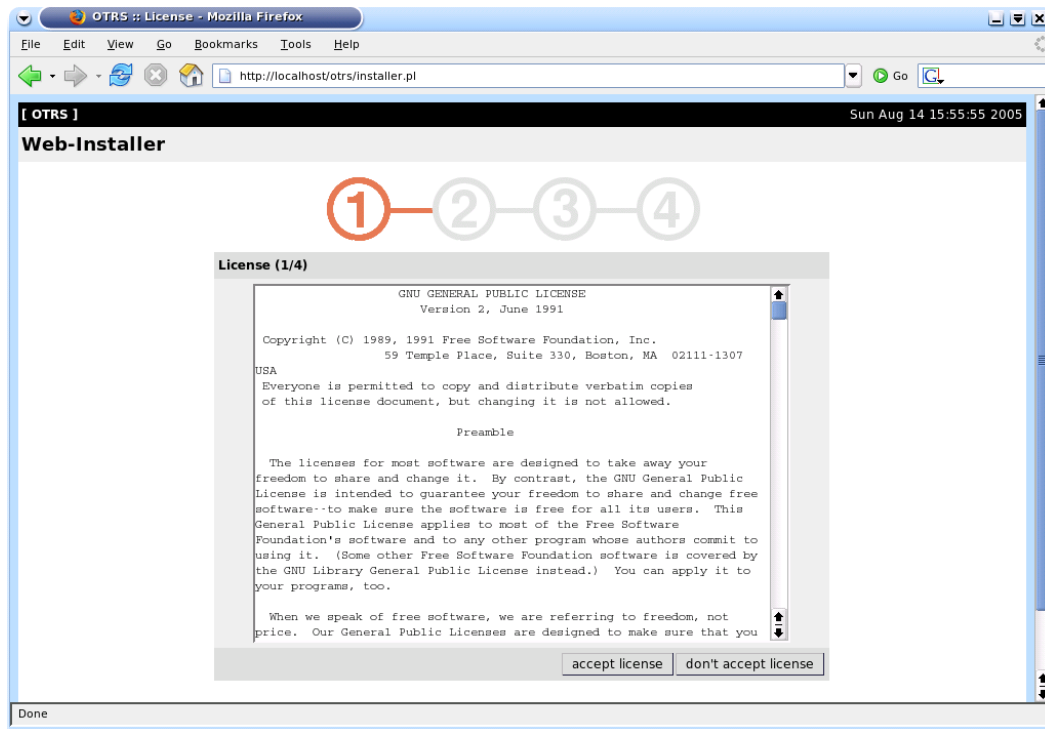 OTRS :: License - Mozilla Firefox
File Edit View Go Bookmarks Tools Help
http://localhost/otrs/installer.pl
Go
G
[ OTRS ]
Sun Aug 14 15:55:55 2005
Web-Installer
1 2 3 4
License (1/4)
GNU GENERAL PUBLIC LICENSE
Version 2, June 1991
Copyright (C) 1989, 1991 Free Software Foundation, Inc.
59 Temple Place, Suite 330, Boston, MA 02111-1307
USA
Everyone is permitted to copy and distribute verbatim copies
of this license document, but changing it is not allowed.
Preamble
The licenses for most software are designed to take away your
freedom to share and change it. By contrast, the GNU General Public
License is intended to guarantee your freedom to share and change free
software--to make sure the software is free for all its users. This
General Public License applies to most of the Free Software
Foundation's software and to any other program whose authors commit to
using it. (Some other Free Software Foundation software is covered by
the GNU Library General Public License instead.) You can apply it to
your programs, too.
When we speak of free software, we are referring to freedom, not
price. Our General Public Licenses are designed to make sure that you
accept license
don't accept license
Done